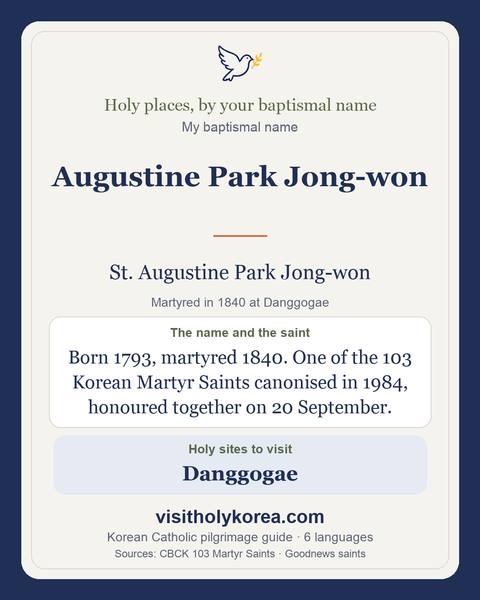 Holy places, by your baptismal name
My baptismal name
Augustine Park Jong-won
St. Augustine Park Jong-won
Martyred in 1840 at Danggogae
The name and the saint
Born 1793, martyred 1840. One of the 103
Korean Martyr Saints canonised in 1984,
honoured together on 20 September.
Holy sites to visit
Danggogae
visitholykorea.com
Korean Catholic pilgrimage guide · 6 languages
Sources: CBCK 103 Martyr Saints · Goodnews saints